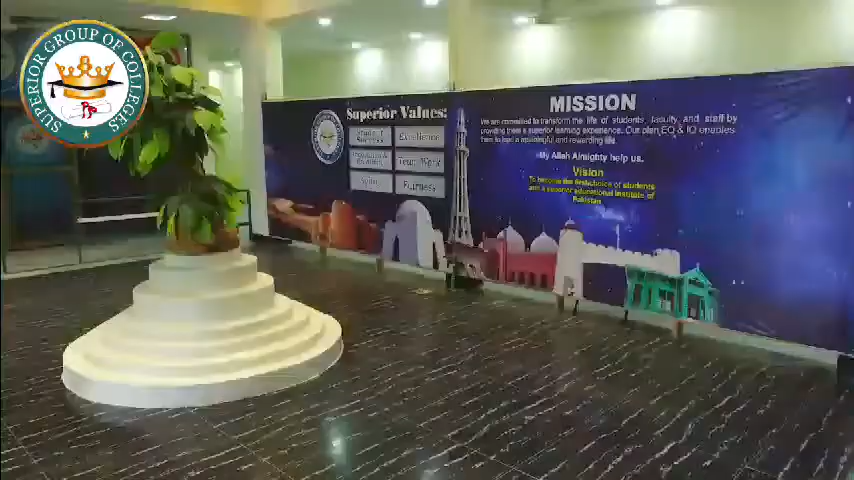 SUPERIOR GROUP OF COLLEGES
Superior Values:
Excellence
Team Work
Fairness
MISSION
We are committed to transform the life of students, faculty, and staff by
providing them a superior learning experience. Our plan EQ & IQ enables
them to lead a meaningful and rewarding life.
May Allah Almighty help us.
Vision
To become the first choice of students
and a superior educational institute of
Pakistan